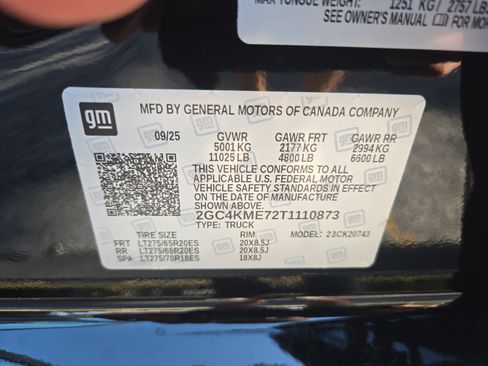 MAX TONGUE WEIGHT: 1251 KG / 2757 LB
SEE OWNER'S MANUAL FOR MOR
gm
MFD BY GENERAL MOTORS OF CANADA COMPANY
09/25 GVWR GAWR FRT GAWR RR
5001 KG 2177 KG 2994 KG
11025 LB 4800 LB 6600 LB
THIS VEHICLE CONFORMS TO ALL
APPLICABLE U.S. FEDERAL MOTOR
VEHICLE SAFETY STANDARDS IN
EFFECT ON THE DATE OF
MANUFACTURE SHOWN ABOVE.
2GC4KME72T1110873
TYPE: TRUCK MODEL: 23CK20743
TIRE SIZE RIM
FRT LT275/65R20ES 20X8.5J
RR LT275/65R20ES 20X8.5J
SPA LT275/70R18ES 18X8J